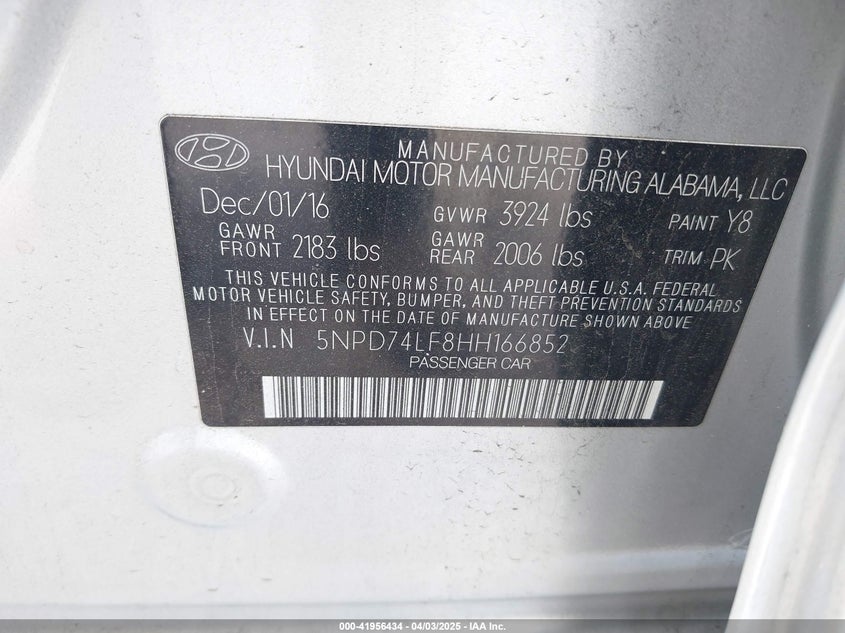 MANUFACTURED BY
HYUNDAI MOTOR MANUFACTURING ALABAMA, LLC
Dec/01/16 GVWR 3924 lbs PAINT Y8
GAWR FRONT 2183 lbs GAWR REAR 2006 lbs TRIM PK
THIS VEHICLE CONFORMS TO ALL APPLICABLE U.S.A. FEDERAL
MOTOR VEHICLE SAFETY, BUMPER, AND THEFT PREVENTION STANDARDS
IN EFFECT ON THE DATE OF MANUFACTURE SHOWN ABOVE
V.I.N 5NPD74LF8HH166852
PASSENGER CAR
000-41956434 - 04/03/2025 - IAA Inc.